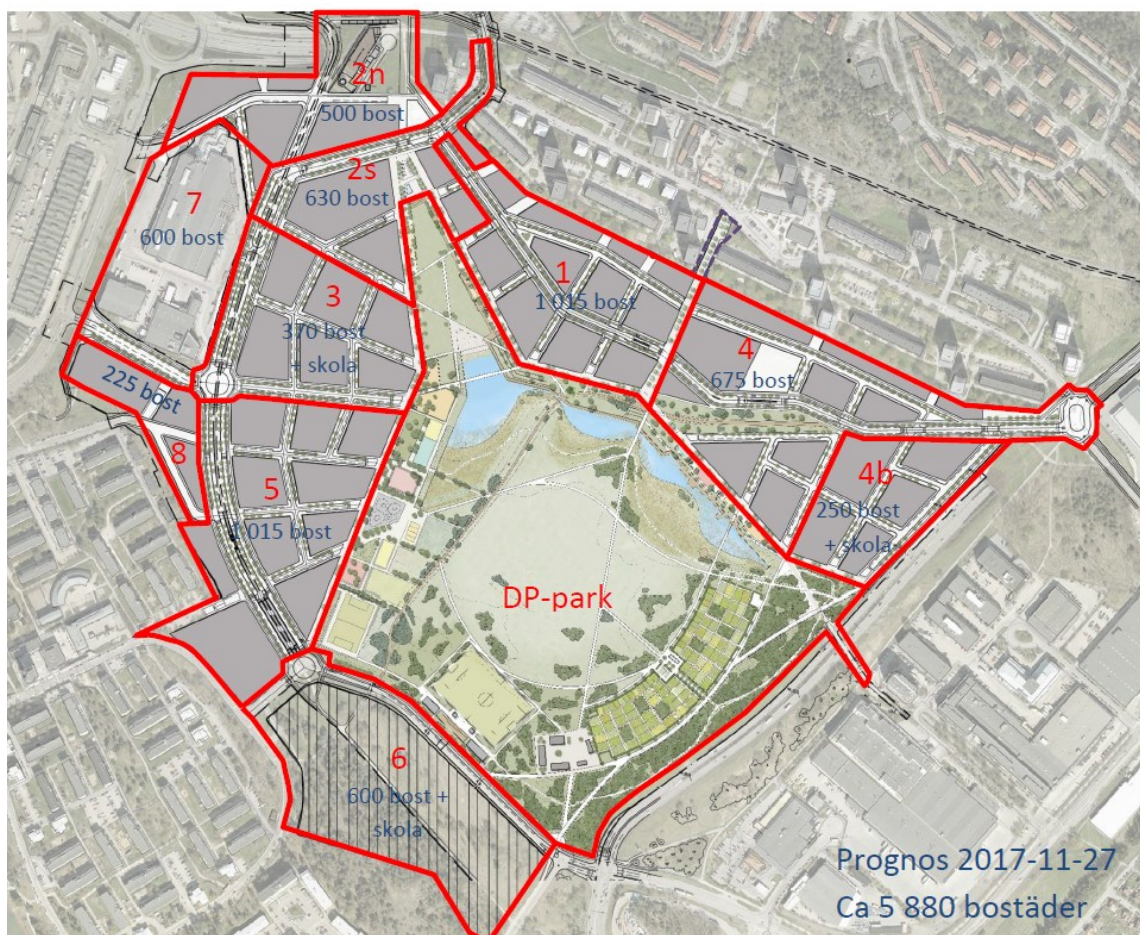 2n
500 bost
2s
630 bost
7
600 bost
1
1 015 bost
3
370 bost
+ skola
4
675 bost
225 bost
8
5
1 015 bost
4b
250 bost
+ skola
DP-park
6
600 bost +
skola
Prognos 2017-11-27
Ca 5 880 bostäder